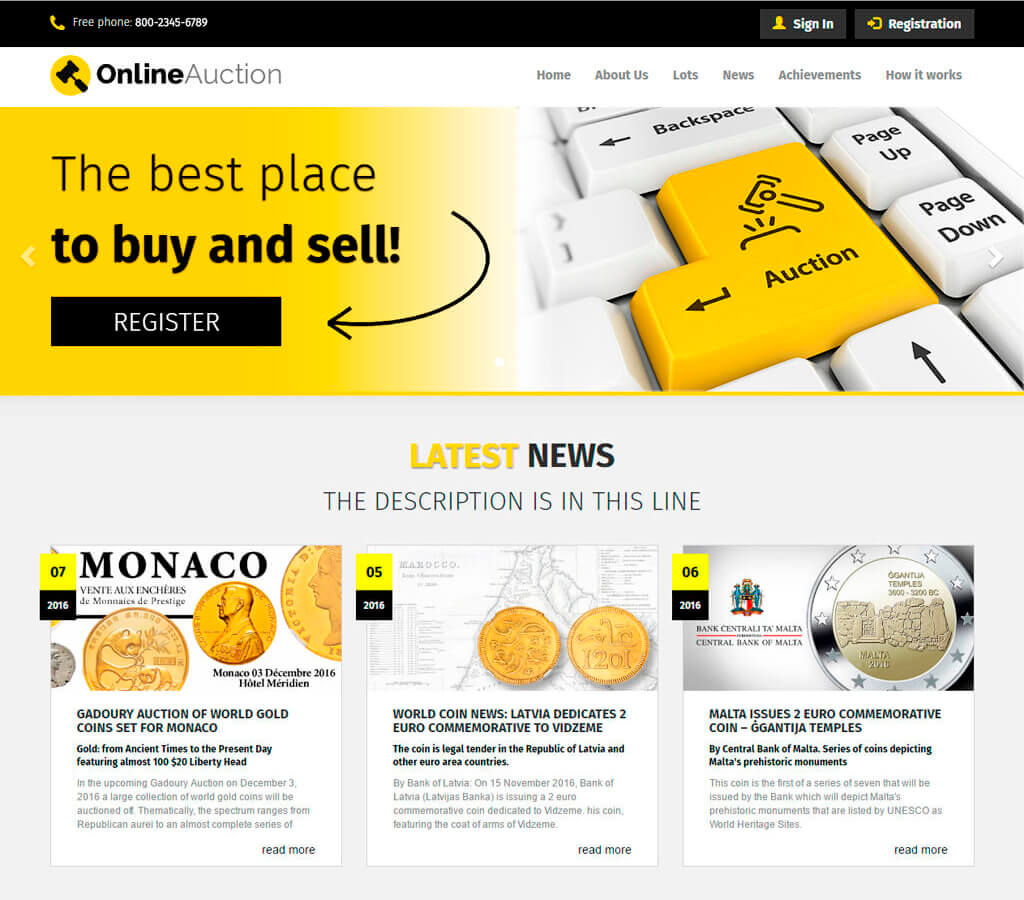 Free phone: 800-2345-6789
Sign In
Registration
OnlineAuction
Home
About Us
Lots
News
Achievements
How it works
The best place
to buy and sell!
REGISTER
Backspace
Page
Up
Page
Down
Auction
LATEST NEWS
THE DESCRIPTION IS IN THIS LINE
07
2016
MONACO
VENTE AUX ENCHÈRES
de Monnaies de Prestige
Monaco 03 Décembre 2016
Hôtel Méridien
GADOURY AUCTION OF WORLD GOLD
COINS SET FOR MONACO
Gold: from Ancient Times to the Present Day
featuring almost 100 $20 Liberty Head
In the upcoming Gadoury Auction on December 3,
2016 a large collection of world gold coins will be
auctioned off. Thematically, the spectrum ranges from
Republican aurei to an almost complete series of
read more
05
2016
MAROCCO.
1201
WORLD COIN NEWS: LATVIA DEDICATES 2
EURO COMMEMORATIVE TO VIDZEME
The coin is legal tender in the Republic of Latvia and
other euro area countries.
By Bank of Latvia: On 15 November 2016, Bank of
Latvia (Latvijas Banka) is issuing a 2 euro
commemorative coin dedicated to Vidzeme. his coin,
featuring the coat of arms of Vidzeme.
read more
06
2016
BANK ĊENTRALI TA' MALTA
CENTRAL BANK OF MALTA
ĠGANTIJA
TEMPLES
3600 - 3200 BC
MALTA
2016
MALTA ISSUES 2 EURO COMMEMORATIVE
COIN – ĠGANTIJA TEMPLES
By Central Bank of Malta. Series of coins depicting
Malta's prehistoric monuments
This coin is the first of a series of seven that will be
issued by the Bank which will depict Malta's
prehistoric monuments that are listed by UNESCO as
World Heritage Sites.
read more